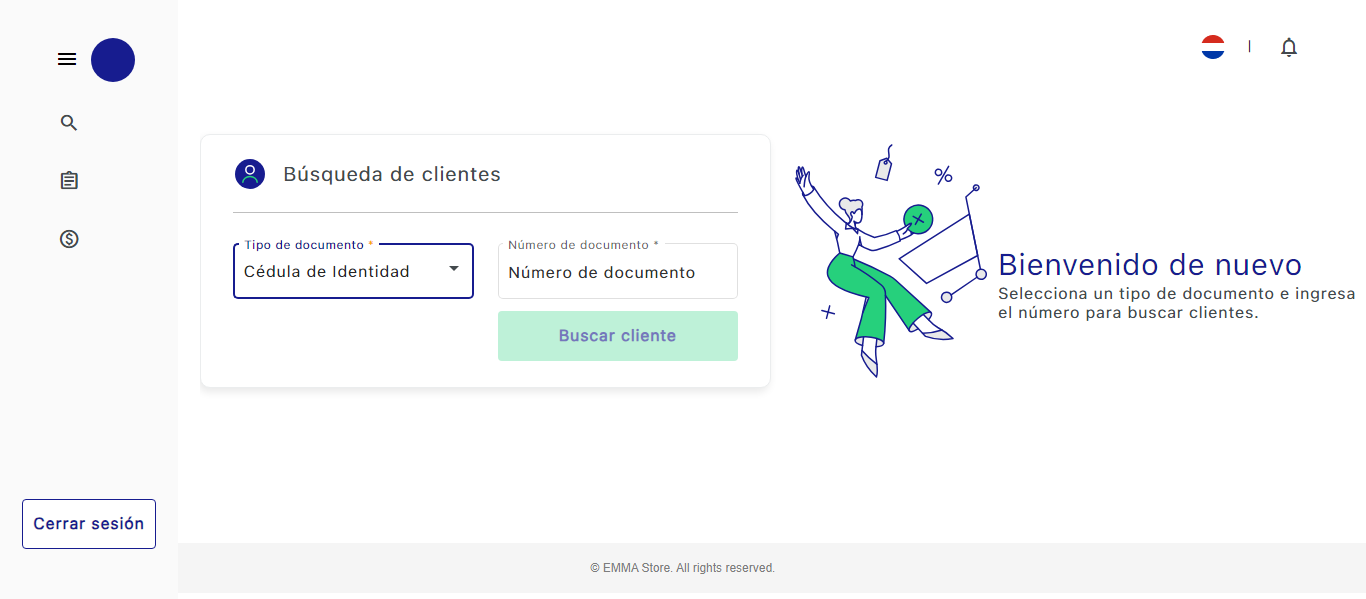 Búsqueda de clientes
Tipo de documento *
Cédula de Identidad
Número de documento *
Número de documento
Buscar cliente
%
Bienvenido de nuevo
Selecciona un tipo de documento e ingresa
el número para buscar clientes.
Cerrar sesión
© EMMA Store. All rights reserved.